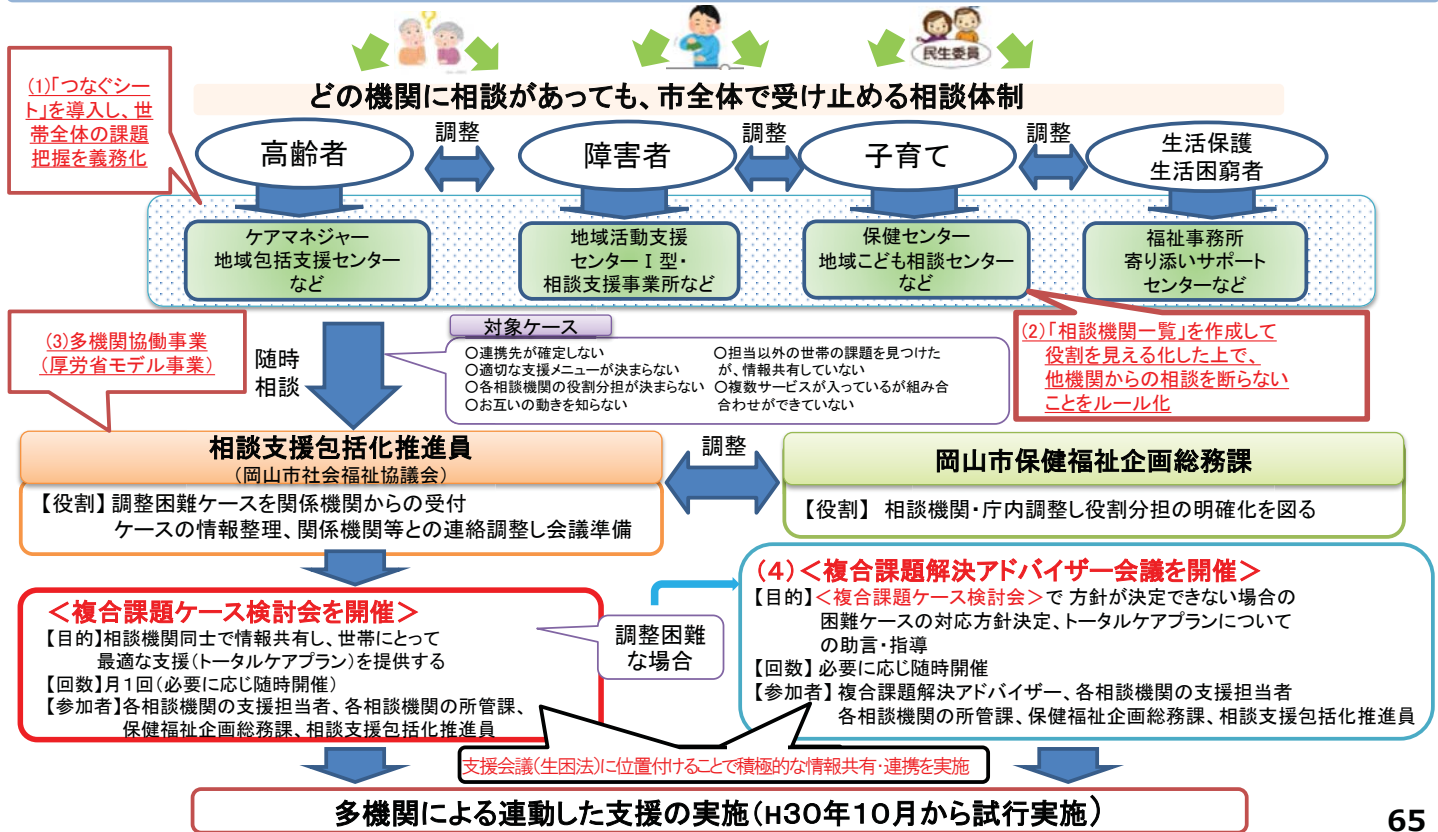 民生委員
(1)「つなぐシー
ト」を導入し、世
帯全体の課題
把握を義務化
どの機関に相談があっても、市全体で受け止める相談体制
高齢者
調整
障害者
調整
子育て
調整
生活保護
生活困窮者
ケアマネジャー
地域包括支援センター
など
地域活動支援
センターⅠ型・
相談支援事業所など
保健センター
地域こども相談センター
など
福祉事務所
寄り添いサポート
センターなど
(3)多機関協働事業
(厚労省モデル事業)
随時
相談
対象ケース
○連携先が確定しない
○適切な支援メニューが決まらない
○各相談機関の役割分担が決まらない
○お互いの動きを知らない
○担当以外の世帯の課題を見つけた
が、情報共有していない
○複数サービスが入っているが組み合
合わせができていない
(2)「相談機関一覧」を作成して
役割を見える化した上で、
他機関からの相談を断らない
ことをルール化
相談支援包括化推進員
(岡山市社会福祉協議会)
【役割】調整困難ケースを関係機関からの受付
ケースの情報整理、関係機関等との連絡調整し会議準備
調整
岡山市保健福祉企画総務課
【役割】 相談機関・庁内調整し役割分担の明確化を図る
<複合課題ケース検討会を開催>
【目的】相談機関同士で情報共有し、世帯にとって
最適な支援(トータルケアプラン)を提供する
【回数】月1回(必要に応じ随時開催)
【参加者】各相談機関の支援担当者、各相談機関の所管課、
保健福祉企画総務課、相談支援包括化推進員
調整困難
な場合
(4)<複合課題解決アドバイザー会議を開催>
【目的】<複合課題ケース検討会>で 方針が決定できない場合の
困難ケースの対応方針決定、トータルケアプランについて
の助言・指導
【回数】必要に応じ随時開催
【参加者】複合課題解決アドバイザー、各相談機関の支援担当者
各相談機関の所管課、保健福祉企画総務課、相談支援包括化推進員
支援会議(生困法)に位置付けることで積極的な情報共有・連携を実施
多機関による連動した支援の実施(H30年10月から試行実施)
65